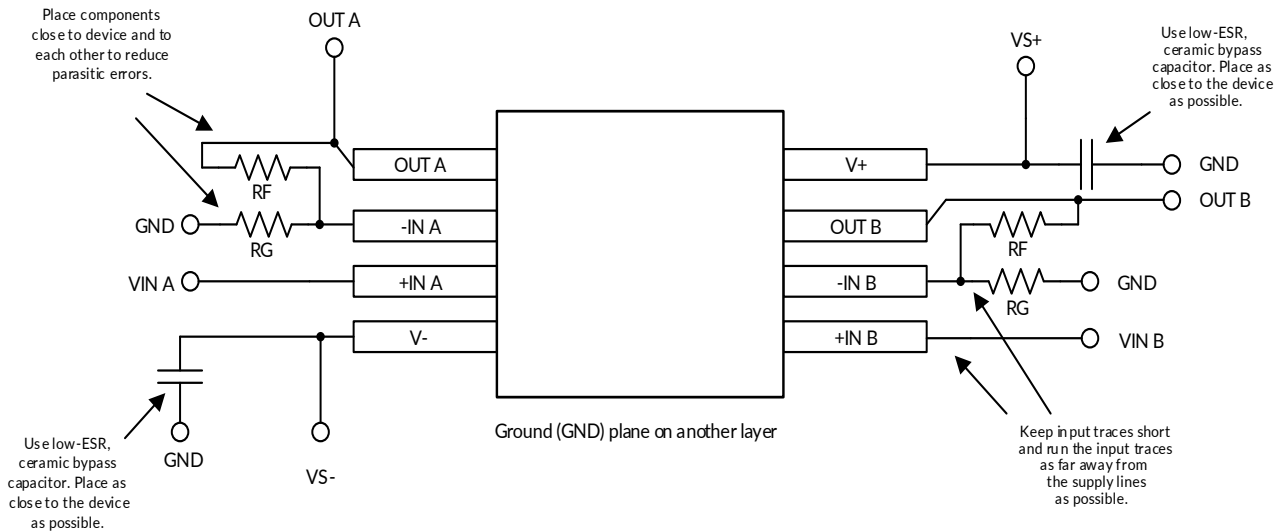 Place components
close to device and to
each other to reduce
parasitic errors.
OUT A
VS+
Use low-ESR,
ceramic bypass
capacitor. Place as
close to the device
as possible.
OUT A
RF
GND
RG
-IN A
VIN A
+IN A
V-
V+
GND
OUT B
OUT B
RF
-IN B
RG
GND
+IN B
VIN B
Use low-ESR,
ceramic bypass
capacitor. Place as
close to the device
as possible.
GND
VS-
Ground (GND) plane on another layer
Keep input traces short
and run the input traces
as far away from
the supply lines
as possible.